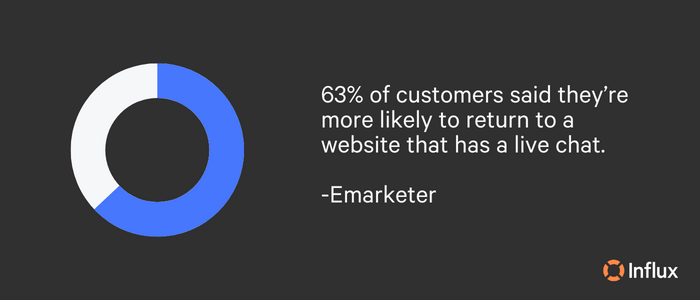 63% of customers said they’re
more likely to return to a
website that has a live chat.
-Emarketer
Influx